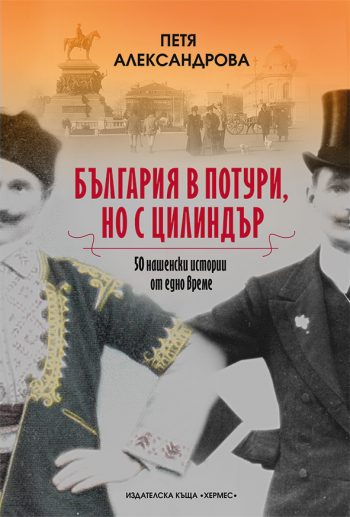 ПЕТЯ
АЛЕКСАНДРОВА
БЪЛГАРИЯ В ПОТУРИ,
НО С ЦИЛИНДЪР
50 нашенски истории
от едно време
ИЗДАТЕЛСКА КЪЩА «ХЕРМЕС»